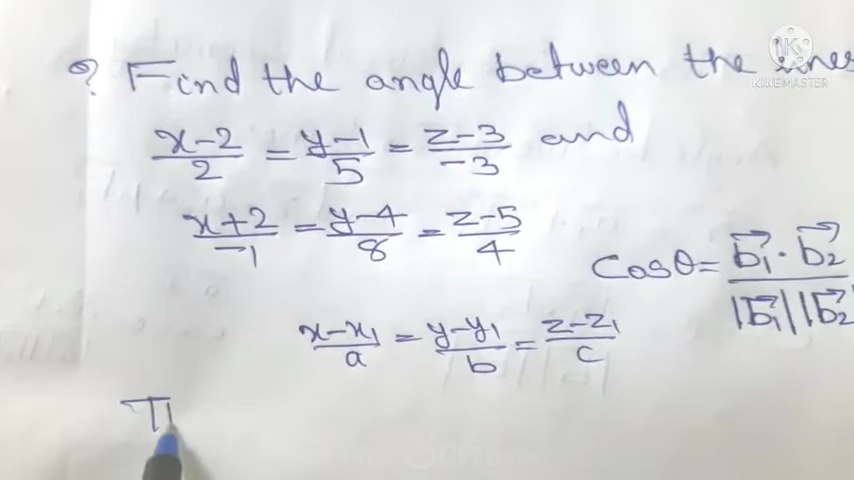 ? Find the angle between the lines
x-2/2 = y-1/5 = z-3/-3 and
x+2/-1 = y-4/8 = z-5/4
Cosθ = b₁⃗ · b₂⃗ / |b₁⃗| |b₂⃗|
x-x₁/a = y-y₁/b = z-z₁/c
KINEMASTER